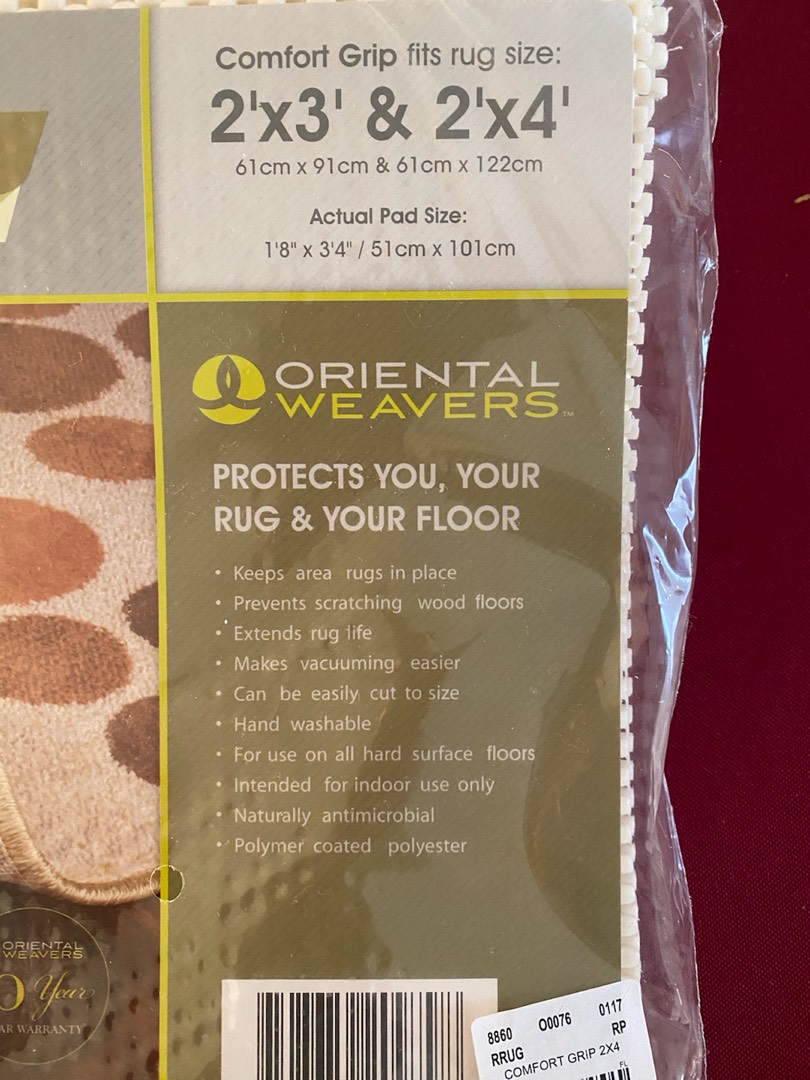 Comfort Grip fits rug size:
2'x3' & 2'x4'
61cm x 91cm & 61cm x 122cm
Actual Pad Size:
1'8" x 3'4" / 51cm x 101cm
ORIENTAL
WEAVERS™
PROTECTS YOU, YOUR
RUG & YOUR FLOOR
• Keeps area rugs in place
• Prevents scratching wood floors
• Extends rug life
• Makes vacuuming easier
• Can be easily cut to size
• Hand washable
• For use on all hard surface floors
• Intended for indoor use only
• Naturally antimicrobial
• Polymer coated polyester
ORIENTAL
WEAVERS
Year
WARRANTY
8860 O0076 0117
RRUG RP
COMFORT GRIP 2X4
FL